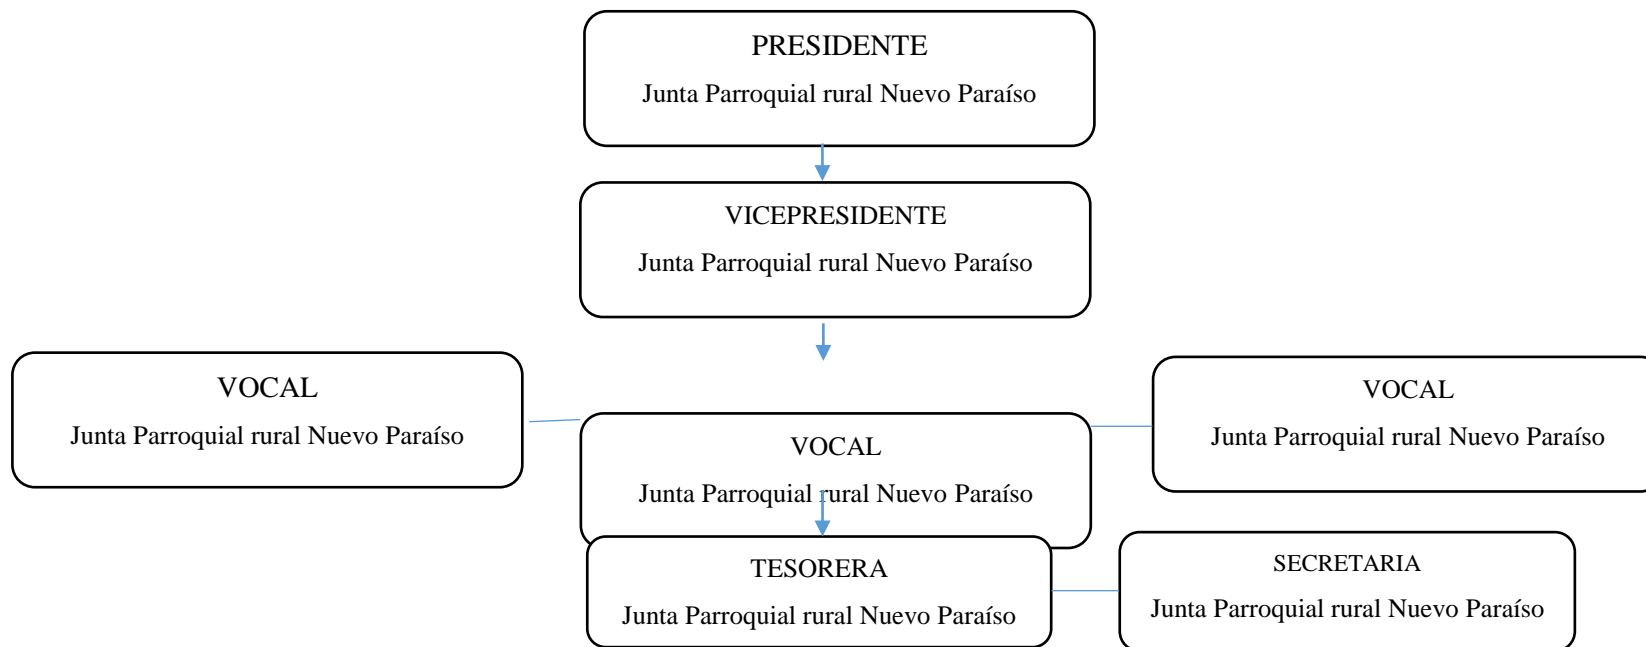 PRESIDENTE
Junta Parroquial rural Nuevo Paraíso
VICEPRESIDENTE
Junta Parroquial rural Nuevo Paraíso
VOCAL
Junta Parroquial rural Nuevo Paraíso
VOCAL
Junta Parroquial rural Nuevo Paraíso
VOCAL
Junta Parroquial rural Nuevo Paraíso
TESORERA
Junta Parroquial rural Nuevo Paraíso
SECRETARIA
Junta Parroquial rural Nuevo Paraíso